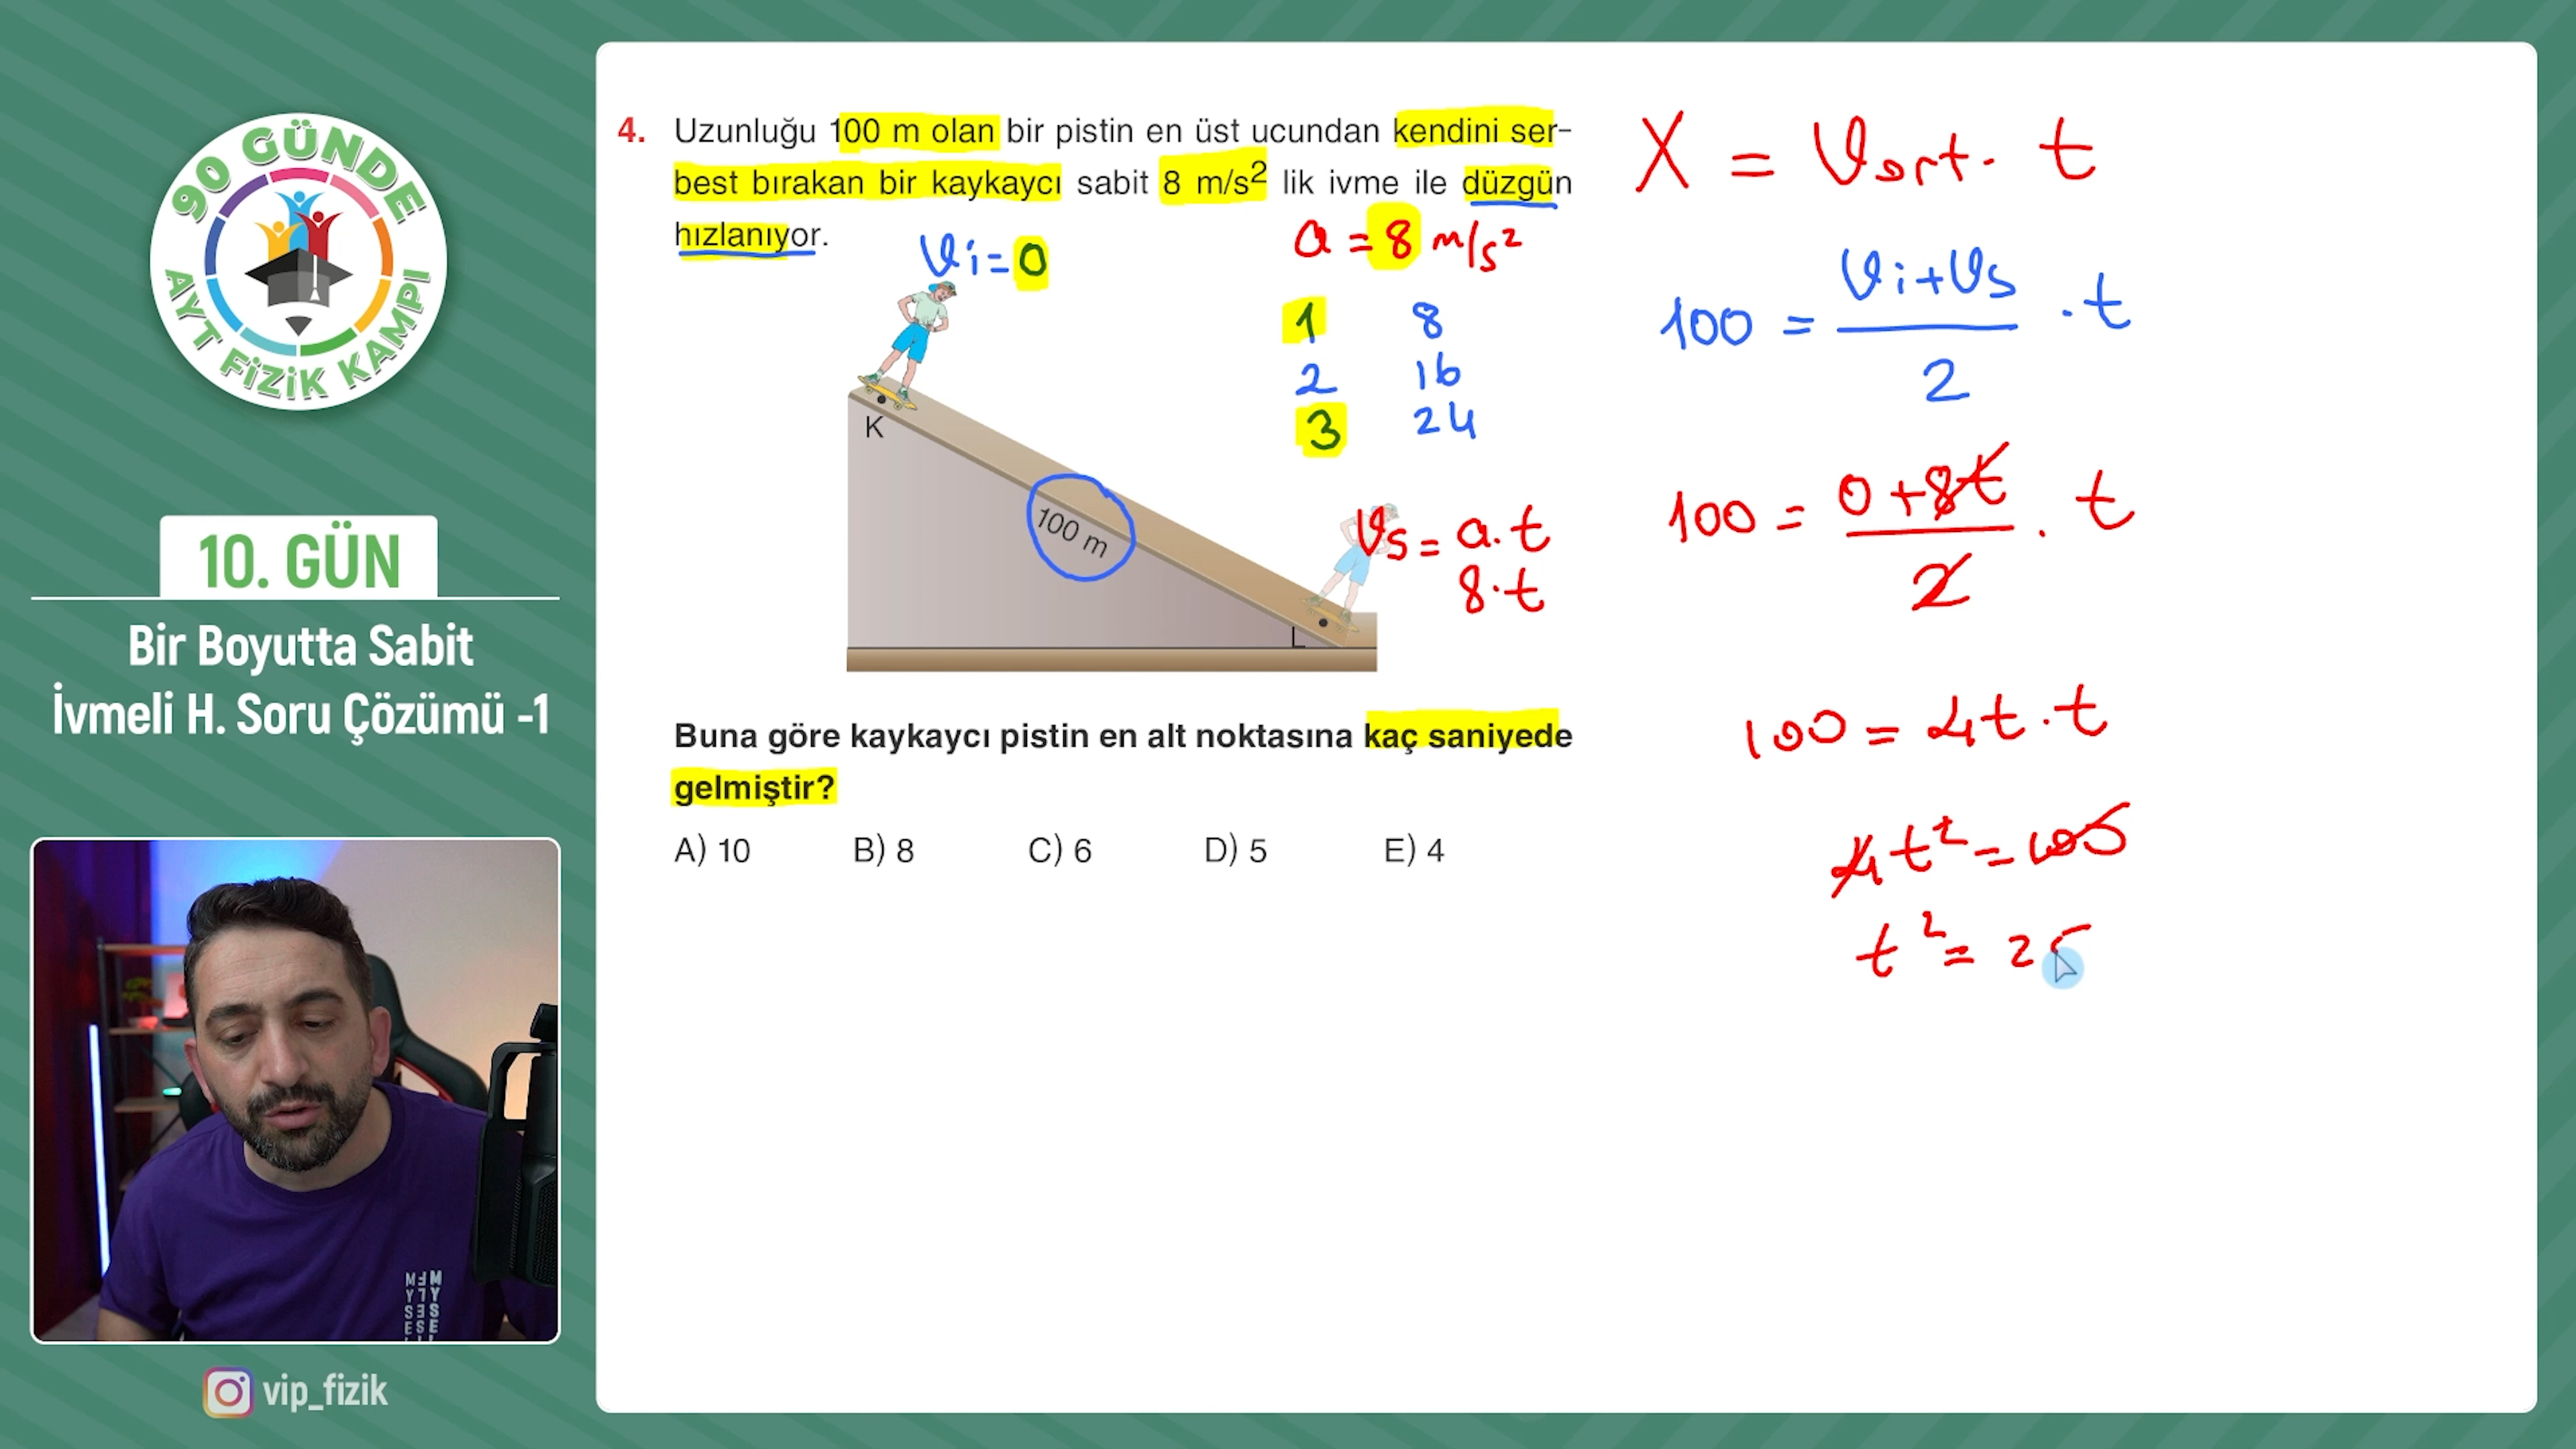 90 GÜNDE
AYT FİZİK KAMPI
10. GÜN
Bir Boyutta Sabit
İvmeli H. Soru Çözümü -1
vip_fizik
4. Uzunluğu 100 m olan bir pistin en üst ucundan kendini ser-
best bırakan bir kaykaycı sabit 8 m/s² lik ivme ile düzgün
hızlanıyor.
Vi = 0
a = 8 m/s²
1 8
2 16
3 24
K
100 m
L
Vs = a.t
8.t
Buna göre kaykaycı pistin en alt noktasına kaç saniyede
gelmiştir?
A) 10 B) 8 C) 6 D) 5 E) 4
X = Vort. t
100 = Vi+Vs / 2 . t
100 = 0+8t / 2 . t
100 = 4t.t
4t² = 100
t² = 25